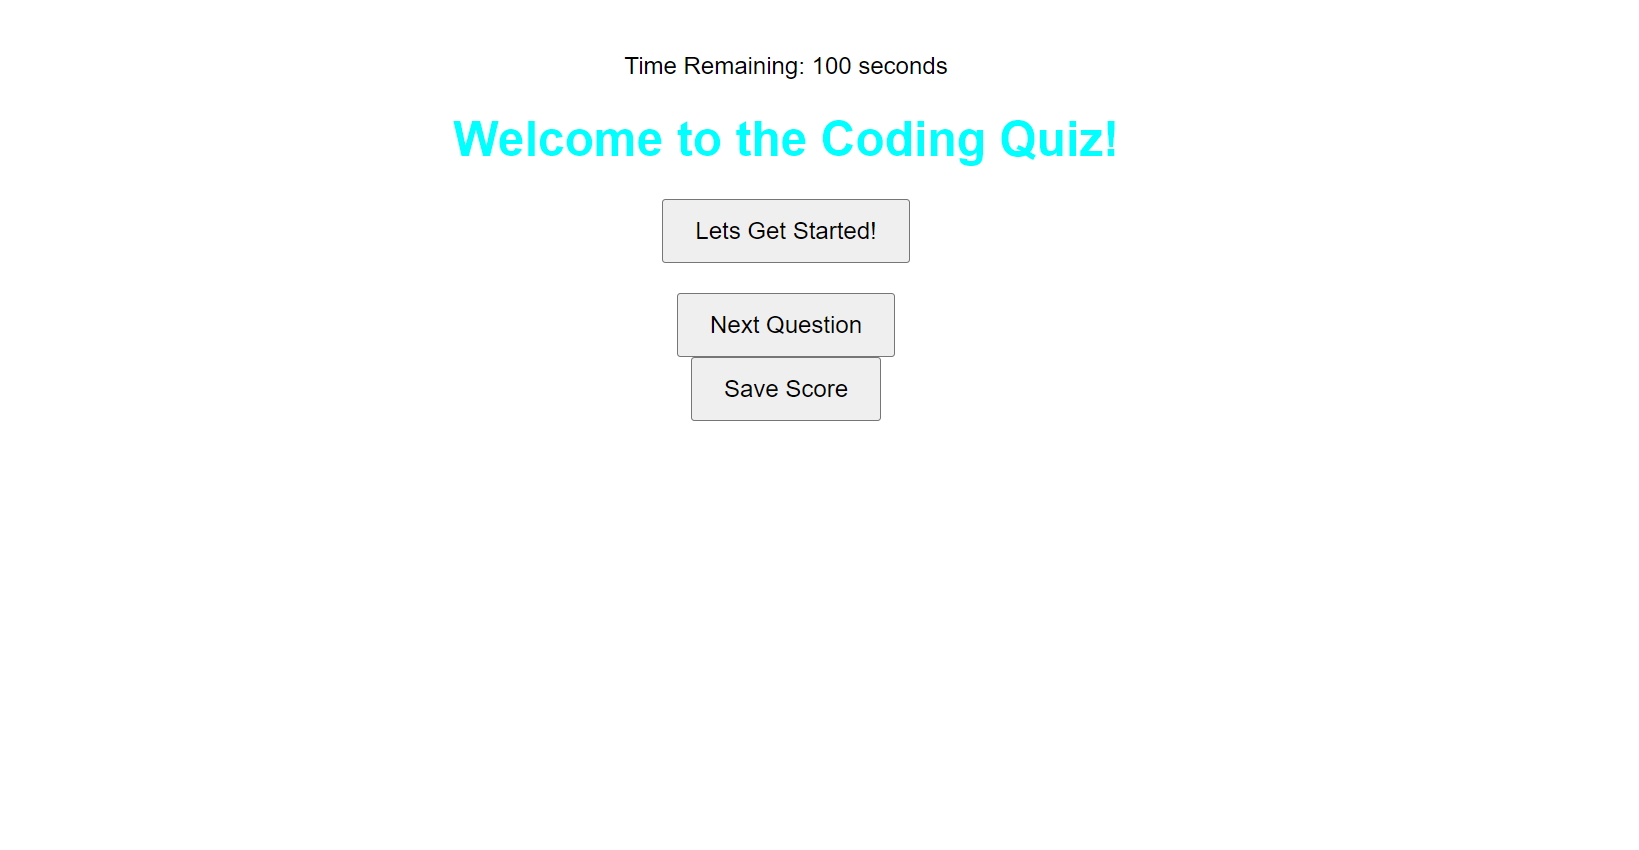 Time Remaining: 100 seconds
Welcome to the Coding Quiz!
Lets Get Started!
Next Question
Save Score